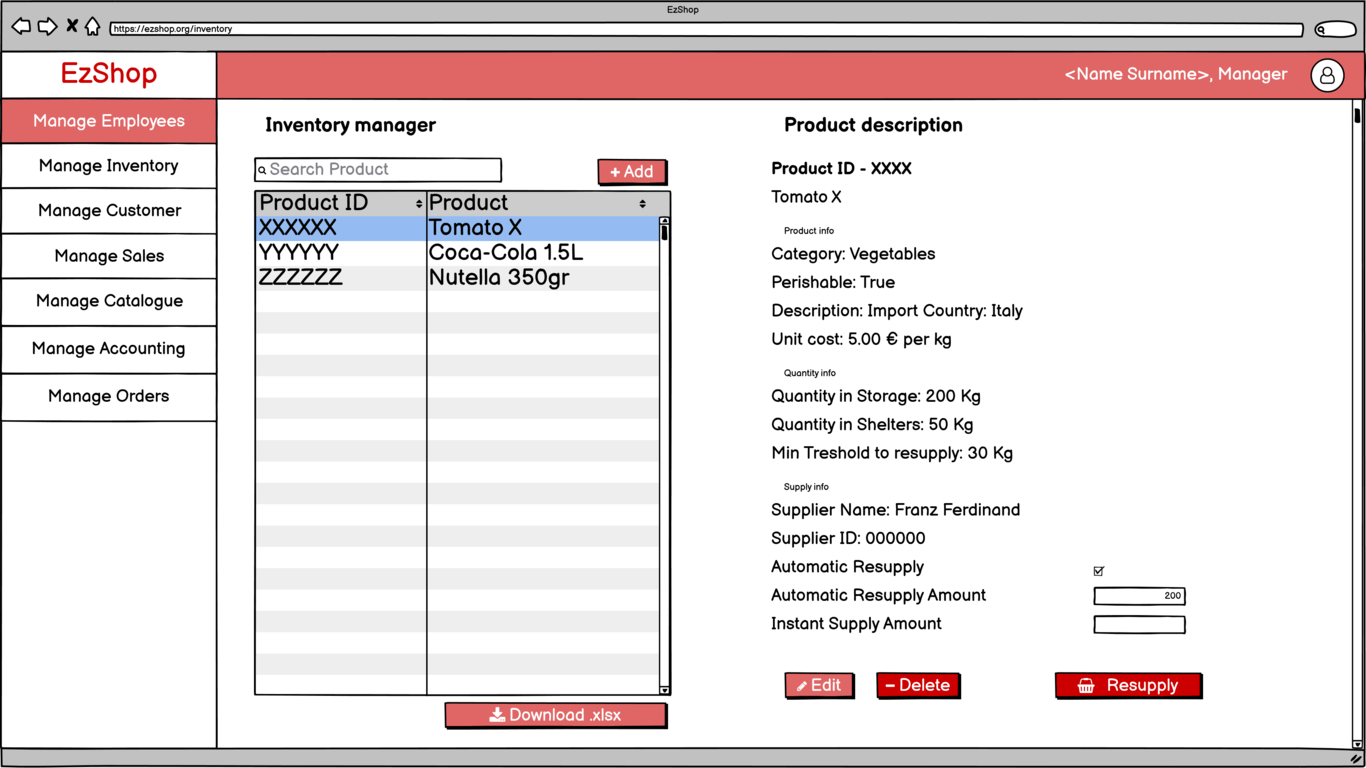 EzShop
https://ezshop.org/inventory
EzShop
<Name Surname>, Manager
Manage Employees
Manage Inventory
Manage Customer
Manage Sales
Manage Catalogue
Manage Accounting
Manage Orders
Inventory manager
Search Product
+ Add
Product ID Product
XXXXXX Tomato X
YYYYYY Coca-Cola 1.5L
ZZZZZZ Nutella 350gr
Download .xlsx
Product description
Product ID - XXXX
Tomato X
Product info
Category: Vegetables
Perishable: True
Description: Import Country: Italy
Unit cost: 5.00 € per kg
Quantity info
Quantity in Storage: 200 Kg
Quantity in Shelters: 50 Kg
Min Treshold to resupply: 30 Kg
Supply info
Supplier Name: Franz Ferdinand
Supplier ID: 000000
Automatic Resupply
Automatic Resupply Amount 200
Instant Supply Amount
Edit – Delete Resupply